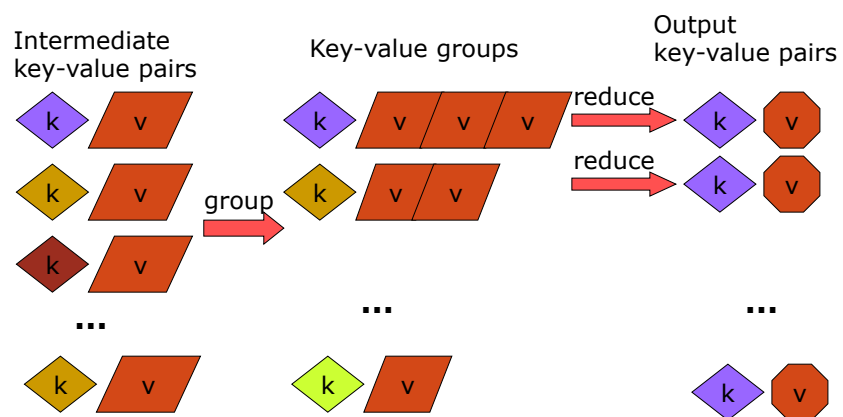 Intermediate
key-value pairs
Key-value groups
Output
key-value pairs
k v
k v v v
reduce
k v
k v
group
k v v
reduce
k v
k v
...
...
...
k v
k v
k v